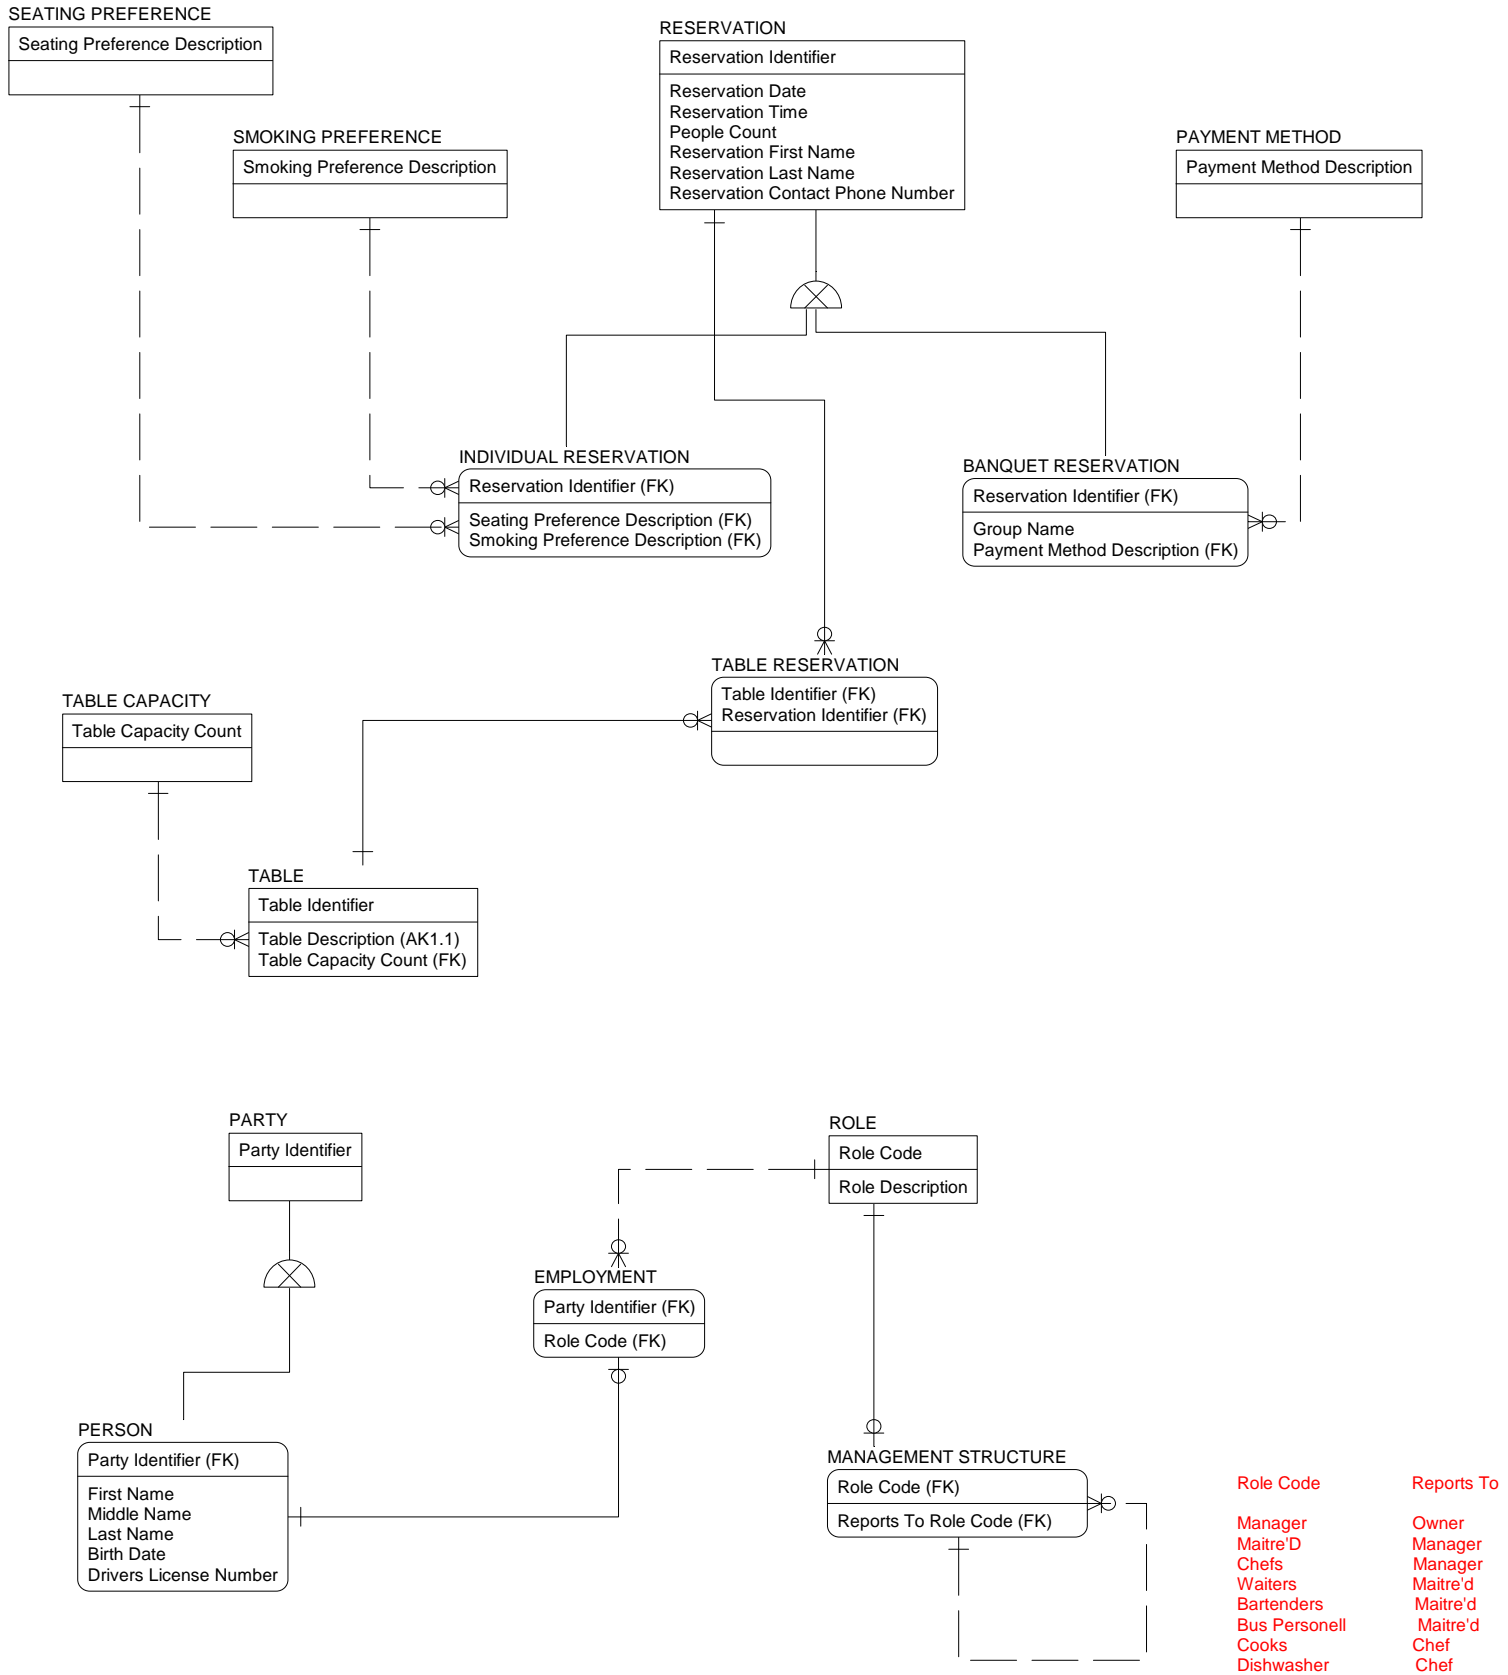 SEATING PREFERENCE
Seating Preference Description
RESERVATION
Reservation Identifier
Reservation Date
Reservation Time
People Count
Reservation First Name
Reservation Last Name
Reservation Contact Phone Number
SMOKING PREFERENCE
Smoking Preference Description
PAYMENT METHOD
Payment Method Description
INDIVIDUAL RESERVATION
Reservation Identifier (FK)
Seating Preference Description (FK)
Smoking Preference Description (FK)
BANQUET RESERVATION
Reservation Identifier (FK)
Group Name
Payment Method Description (FK)
TABLE RESERVATION
Table Identifier (FK)
Reservation Identifier (FK)
TABLE CAPACITY
Table Capacity Count
TABLE
Table Identifier
Table Description (AK1.1)
Table Capacity Count (FK)
PARTY
Party Identifier
ROLE
Role Code
Role Description
EMPLOYMENT
Party Identifier (FK)
Role Code (FK)
PERSON
Party Identifier (FK)
First Name
Middle Name
Last Name
Birth Date
Drivers License Number
MANAGEMENT STRUCTURE
Role Code (FK)
Reports To Role Code (FK)
Role Code Reports To
Manager Owner
Maitre'D Manager
Chefs Manager
Waiters Maitre'd
Bartenders Maitre'd
Bus Personell Maitre'd
Cooks Chef
Dishwasher Chef